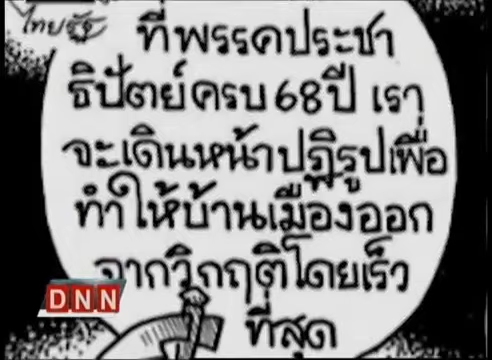 ไทยรัฐ
ที่พรรคประชา
ธิปัตย์ครบ 68 ปี เรา
จะเดินหน้าปฏิรูปเพื่อ
ทำให้บ้านเมืองออก
จากวิกฤติโดยเร็ว
ที่สุด
DNN